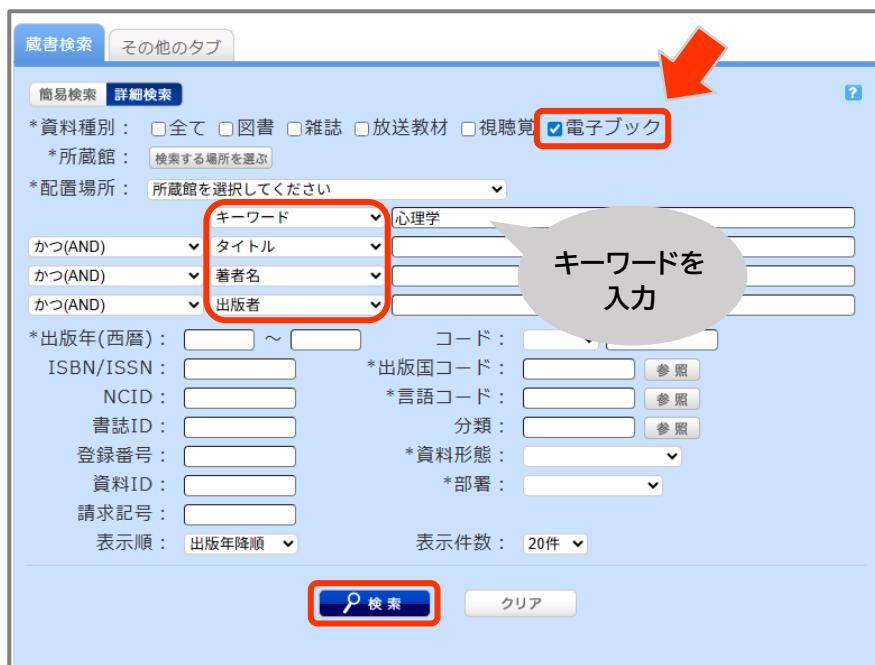 蔵書検索 その他のタブ
簡易検索 詳細検索 ?
*資料種別： 全て 図書 雑誌 放送教材 視聴覚 電子ブック
*所蔵館： 検索する場所を選ぶ
*配置場所： 所蔵館を選択してください
キーワード 心理学
かつ(AND) タイトル
かつ(AND) 著者名
かつ(AND) 出版者
キーワードを
入力
*出版年(西暦)： ～ コード：
ISBN/ISSN： *出版国コード： 参照
NCID： *言語コード： 参照
書誌ID： 分類： 参照
登録番号： *資料形態：
資料ID： *部署：
請求記号：
表示順： 出版年降順 表示件数： 20件
検索 クリア